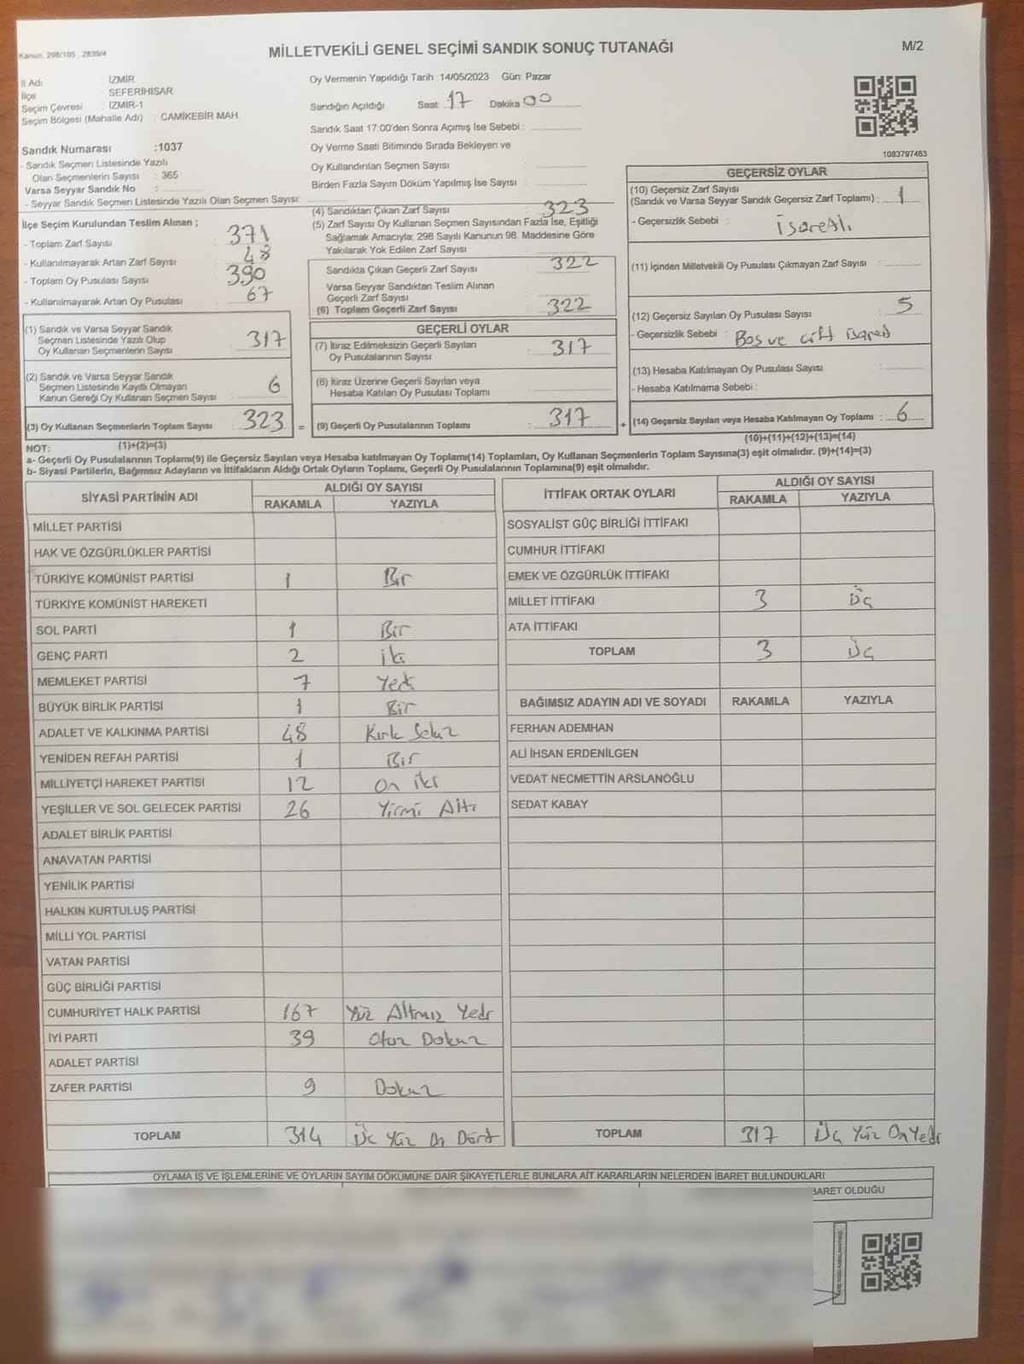 Kanun, 298/105 , 2839/4
MİLLETVEKİLİ GENEL SEÇİMİ SANDIK SONUÇ TUTANAĞI
M/2
İl Adı İZMİR
İlçe SEFERİHİSAR
Seçim Çevresi : İZMİR-1
Seçim Bölgesi (Mahalle Adı) : CAMİKEBİR MAH
Sandık Numarası :1037
- Sandık Seçmen Listesinde Yazılı
Olan Seçmenlerin Sayısı : 365
Varsa Seyyar Sandık No :
- Seyyar Sandık Seçmen Listesinde Yazılı Olan Seçmen Sayısı:
Oy Vermenin Yapıldığı Tarih :14/05/2023 Gün: Pazar
Sandığın Açıldığı Saat 17 Dakika 00
Sandık Saat 17:00'den Sonra Açılmış İse Sebebi :
Oy Verme Saati Bitiminde Sırada Bekleyen ve
Oy Kullandırılan Seçmen Sayısı :
Birden Fazla Sayım Döküm Yapılmış İse Sayısı :
1083797463
İlçe Seçim Kurulundan Teslim Alınan ;
- Toplam Zarf Sayısı : 371
- Kullanılmayarak Artan Zarf Sayısı : 48
- Toplam Oy Pusulası Sayısı : 390
- Kullanılmayarak Artan Oy Pusulası : 67
(1) Sandık ve Varsa Seyyar Sandık
Seçmen Listesinde Yazılı Olup
Oy Kullanan Seçmenlerin Sayısı : 317
(2) Sandık ve Varsa Seyyar Sandık
Seçmen Listesinde Kayıtlı Olmayan
Kanun Gereği Oy Kullanan Seçmen Sayısı : 6
(3) Oy Kullanan Seçmenlerin Toplam Sayısı : 323 =
(1)+(2)=(3)
(4) Sandıktan Çıkan Zarf Sayısı : 323
(5) Zarf Sayısı Oy Kullanan Seçmen Sayısından Fazla İse, Eşitliği
Sağlamak Amacıyla, 298 Sayılı Kanunun 98. Maddesine Göre
Yakılarak Yok Edilen Zarf Sayısı
Sandıkta Çıkan Geçerli Zarf Sayısı : 322
Varsa Seyyar Sandıktan Teslim Alınan
Geçerli Zarf Sayısı :
(6) Toplam Geçerli Zarf Sayısı : 322
GEÇERLİ OYLAR
(7) İtiraz Edilmeksizin Geçerli Sayılan
Oy Pusulalarının Sayısı : 317
(8) İtiraz Üzerine Geçerli Sayılan veya
Hesaba Katılan Oy Pusulası Toplamı :
(9) Geçerli Oy Pusulalarının Toplamı : 317 +
GEÇERSİZ OYLAR
(10) Geçersiz Zarf Sayısı
(Sandık ve Varsa Seyyar Sandık Geçersiz Zarf Toplamı) : 1
- Geçersizlik Sebebi : İşaretli
(11) İçinden Milletvekili Oy Pusulası Çıkmayan Zarf Sayısı :
(12) Geçersiz Sayılan Oy Pusulası Sayısı : 5
- Geçersizlik Sebebi : Boş ve çift işaret
(13) Hesaba Katılmayan Oy Pusulası Sayısı :
- Hesaba Katılmama Sebebi :
(14) Geçersiz Sayılan veya Hesaba Katılmayan Oy Toplamı : 6
(10)+(11)+(12)+(13)=(14)
NOT:
a- Geçerli Oy Pusulalarının Toplamı(9) ile Geçersiz Sayılan veya Hesaba katılmayan Oy Toplamı(14) Toplamları, Oy Kullanan Seçmenlerin Toplam Sayısına(3) eşit olmalıdır. (9)+(14)=(3)
b- Siyasi Partilerin, Bağımsız Adayların ve İttifakların Aldığı Ortak Oyların Toplamı, Geçerli Oy Pusulalarının Toplamına(9) eşit olmalıdır.
SİYASİ PARTİNİN ADI ALDIĞI OY SAYISI
RAKAMLA YAZIYLA
MİLLET PARTİSİ
HAK VE ÖZGÜRLÜKLER PARTİSİ
TÜRKİYE KOMÜNİST PARTİSİ 1 Bir
TÜRKİYE KOMÜNİST HAREKETİ
SOL PARTİ 1 Bir
GENÇ PARTİ 2 iki
MEMLEKET PARTİSİ 7 Yedi
BÜYÜK BİRLİK PARTİSİ 1 Bir
ADALET VE KALKINMA PARTİSİ 48 Kırk Sekiz
YENİDEN REFAH PARTİSİ 1 Bir
MİLLİYETÇİ HAREKET PARTİSİ 12 On iki
YEŞİLLER VE SOL GELECEK PARTİSİ 26 Yirmi Altı
ADALET BİRLİK PARTİSİ
ANAVATAN PARTİSİ
YENİLİK PARTİSİ
HALKIN KURTULUŞ PARTİSİ
MİLLİ YOL PARTİSİ
VATAN PARTİSİ
GÜÇ BİRLİĞİ PARTİSİ
CUMHURİYET HALK PARTİSİ 167 Yüz Altmış Yedi
İYİ PARTİ 39 Otuz Dokuz
ADALET PARTİSİ
ZAFER PARTİSİ 9 Dokuz
TOPLAM 314 Üç Yüz On Dört
İTTİFAK ORTAK OYLARI ALDIĞI OY SAYISI
RAKAMLA YAZIYLA
SOSYALİST GÜÇ BİRLİĞİ İTTİFAKI
CUMHUR İTTİFAKI
EMEK VE ÖZGÜRLÜK İTTİFAKI
MİLLET İTTİFAKI 3 Üç
ATA İTTİFAKI
TOPLAM 3 Üç
BAĞIMSIZ ADAYIN ADI VE SOYADI RAKAMLA YAZIYLA
FERHAN ADEMHAN
ALİ İHSAN ERDENİLGEN
VEDAT NECMETTİN ARSLANOĞLU
SEDAT KABAY
TOPLAM 317 Üç Yüz On Yedi
OYLAMA İŞ VE İŞLEMLERİNE VE OYLARIN SAYIM DÖKÜMÜNE DAİR ŞİKAYETLERLE BUNLARA AİT KARARLARIN NELERDEN İBARET BULUNDUKLARI
BARET OLDUĞU